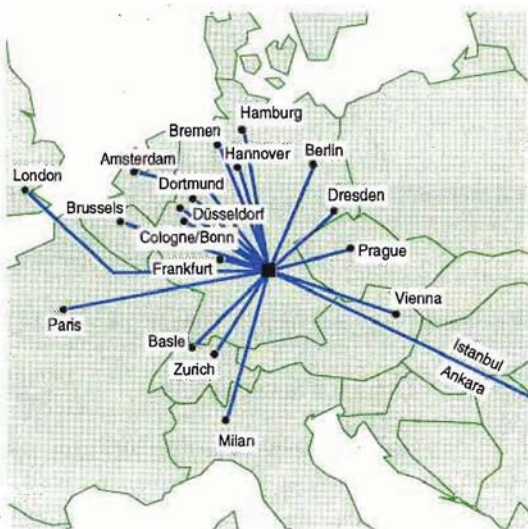 Hamburg
Bremen
Hannover
Berlin
Amsterdam
London
Dortmund
Dresden
Brussels
Düsseldorf
Cologne/Bonn
Prague
Frankfurt
Vienna
Paris
Basle
Istanbul
Zurich
Ankara
Milan